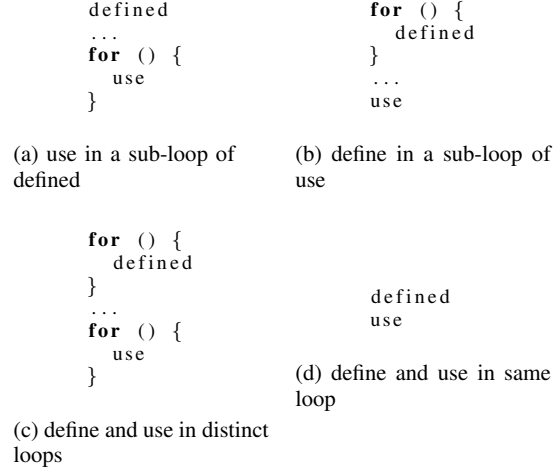 defined
...
for () {
use
}
(a) use in a sub-loop of
defined
for () {
defined
}
...
use
(b) define in a sub-loop of
use
for () {
defined
}
...
for () {
use
}
(c) define and use in distinct
loops
defined
use
(d) define and use in same
loop